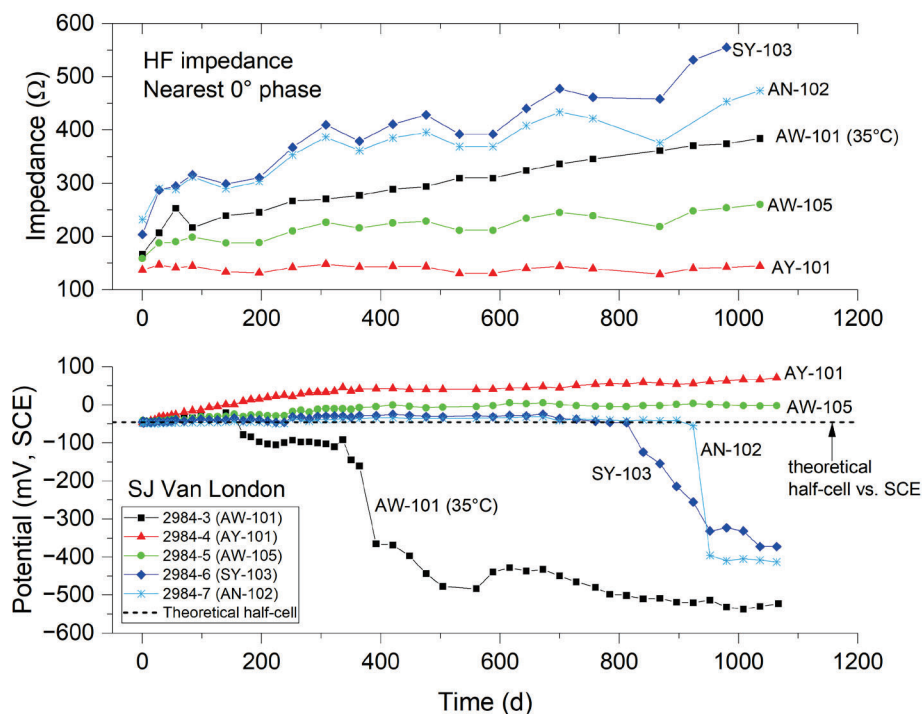 600
500
400
300
200
100
Impedance (Ω)
HF impedance
Nearest 0° phase
SY-103
AN-102
AW-101 (35°C)
AW-105
AY-101
0 200 400 600 800 1000 1200
100
0
−100
−200
−300
−400
−500
−600
Potential (mV, SCE)
AY-101
AW-105
AN-102
SY-103
theoretical
half-cell vs. SCE
AW-101 (35°C)
SJ Van London
2984-3 (AW-101)
2984-4 (AY-101)
2984-5 (AW-105)
2984-6 (SY-103)
2984-7 (AN-102)
Theoretical half-cell
0 200 400 600 800 1000 1200
Time (d)